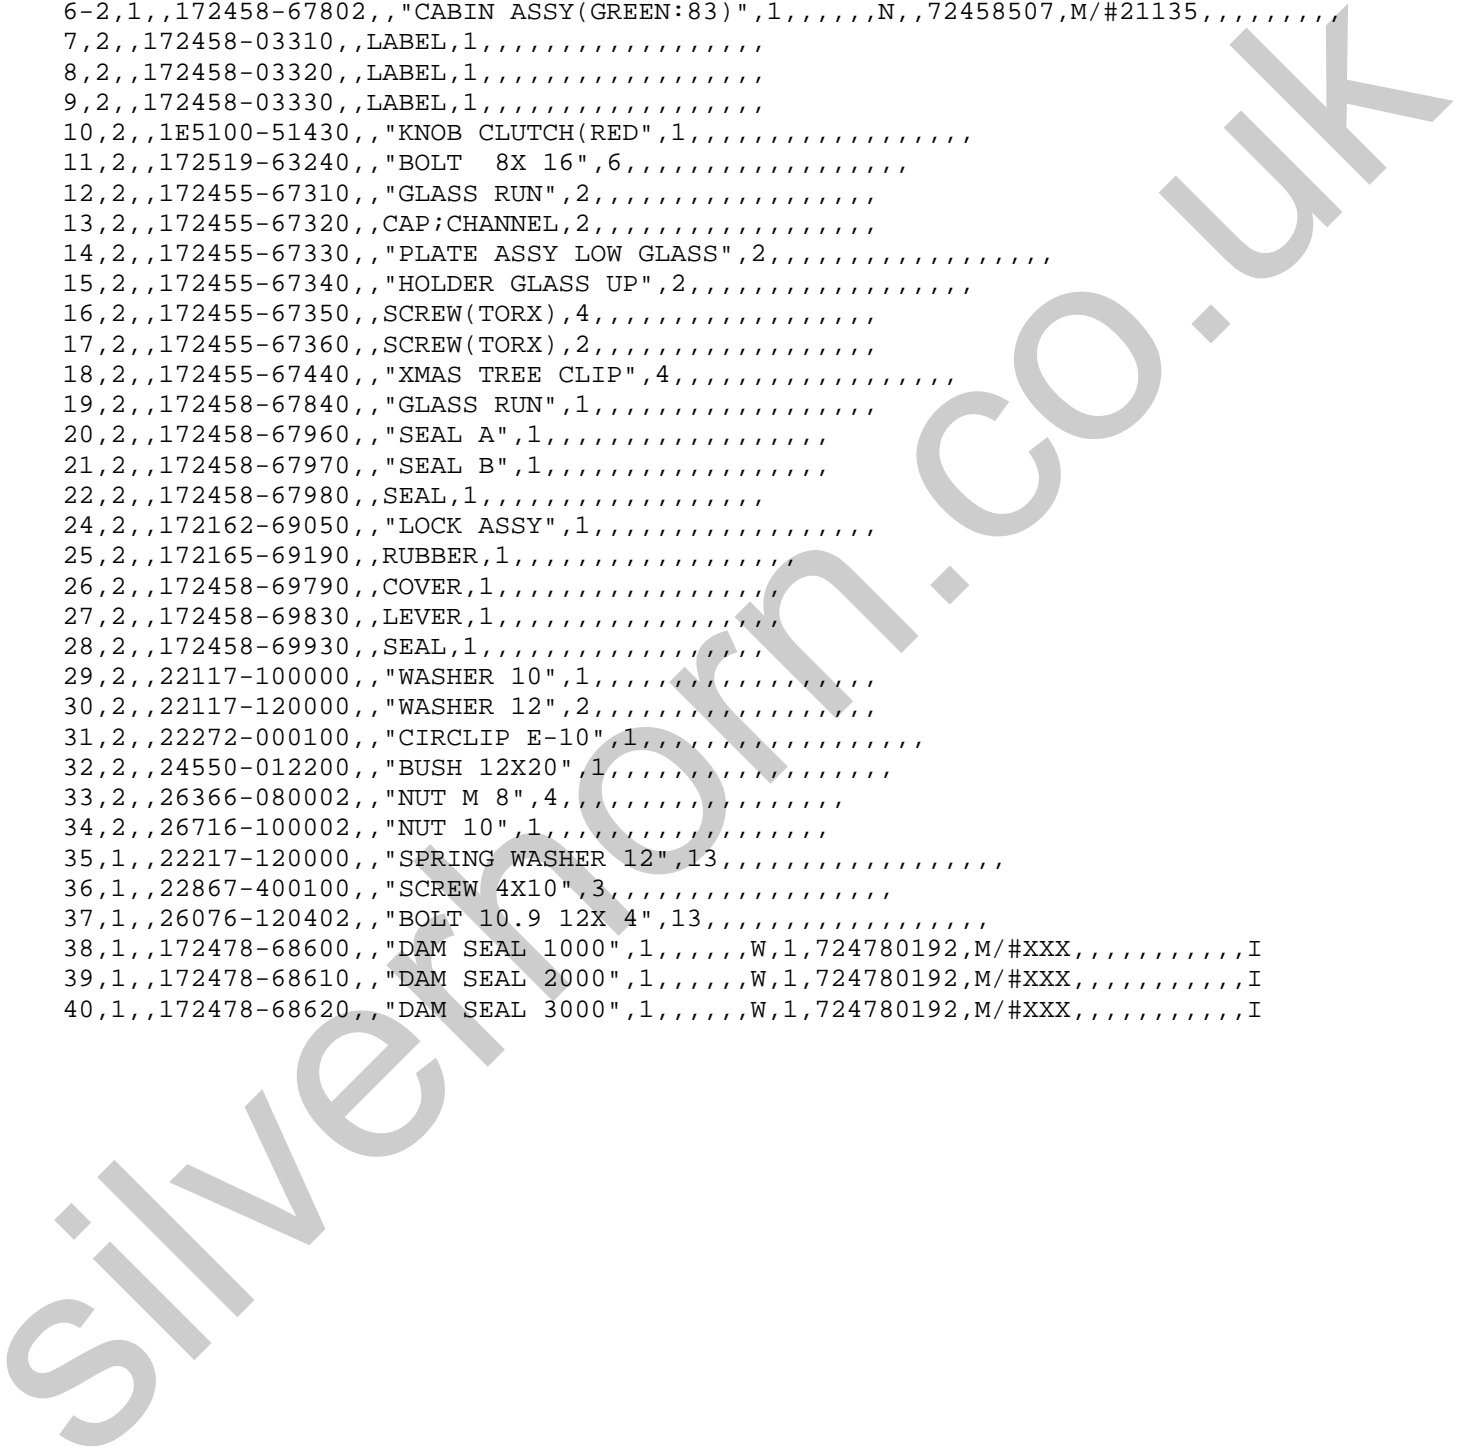 6-2,1,,172458-67802,,"CABIN ASSY(GREEN:83)",1,,,,,,N,,72458507,M/#21135,,,,,,,,,
7,2,,172458-03310,,LABEL,1,,,,,,,,,,,,,,,,,,
8,2,,172458-03320,,LABEL,1,,,,,,,,,,,,,,,,,,
9,2,,172458-03330,,LABEL,1,,,,,,,,,,,,,,,,,,
10,2,,1E5100-51430,,"KNOB CLUTCH(RED",1,,,,,,,,,,,,,,,,,,
11,2,,172519-63240,,"BOLT  8X 16",6,,,,,,,,,,,,,,,,,,
12,2,,172455-67310,,"GLASS RUN",2,,,,,,,,,,,,,,,,,,
13,2,,172455-67320,,CAP;CHANNEL,2,,,,,,,,,,,,,,,,,,
14,2,,172455-67330,,"PLATE ASSY LOW GLASS",2,,,,,,,,,,,,,,,,,,
15,2,,172455-67340,,"HOLDER GLASS UP",2,,,,,,,,,,,,,,,,,,
16,2,,172455-67350,,SCREW(TORX),4,,,,,,,,,,,,,,,,,,
17,2,,172455-67360,,SCREW(TORX),2,,,,,,,,,,,,,,,,,,
18,2,,172455-67440,,"XMAS TREE CLIP",4,,,,,,,,,,,,,,,,,,
19,2,,172458-67840,,"GLASS RUN",1,,,,,,,,,,,,,,,,,,
20,2,,172458-67960,,"SEAL A",1,,,,,,,,,,,,,,,,,,
21,2,,172458-67970,,"SEAL B",1,,,,,,,,,,,,,,,,,,
22,2,,172458-67980,,SEAL,1,,,,,,,,,,,,,,,,,,
24,2,,172162-69050,,"LOCK ASSY",1,,,,,,,,,,,,,,,,,,
25,2,,172165-69190,,RUBBER,1,,,,,,,,,,,,,,,,,,
26,2,,172458-69790,,COVER,1,,,,,,,,,,,,,,,,,,
27,2,,172458-69830,,LEVER,1,,,,,,,,,,,,,,,,,,
28,2,,172458-69930,,SEAL,1,,,,,,,,,,,,,,,,,,
29,2,,22117-100000,,"WASHER 10",1,,,,,,,,,,,,,,,,,,
30,2,,22117-120000,,"WASHER 12",2,,,,,,,,,,,,,,,,,,
31,2,,22272-000100,,"CIRCLIP E-10",1,,,,,,,,,,,,,,,,,,
32,2,,24550-012200,,"BUSH 12X20",1,,,,,,,,,,,,,,,,,,
33,2,,26366-080002,,"NUT M 8",4,,,,,,,,,,,,,,,,,,
34,2,,26716-100002,,"NUT 10",1,,,,,,,,,,,,,,,,,,
35,1,,22217-120000,,"SPRING WASHER 12",13,,,,,,,,,,,,,,,,,,
36,1,,22867-400100,,"SCREW 4X10",3,,,,,,,,,,,,,,,,,,
37,1,,26076-120402,,"BOLT 10.9 12X 4",13,,,,,,,,,,,,,,,,,,
38,1,,172478-68600,,"DAM SEAL 1000",1,,,,,,W,1,724780192,M/#XXX,,,,,,,,,,,I
39,1,,172478-68610,,"DAM SEAL 2000",1,,,,,,W,1,724780192,M/#XXX,,,,,,,,,,,I
40,1,,172478-68620,,"DAM SEAL 3000",1,,,,,,W,1,724780192,M/#XXX,,,,,,,,,,,I
silverhorn.co.uk